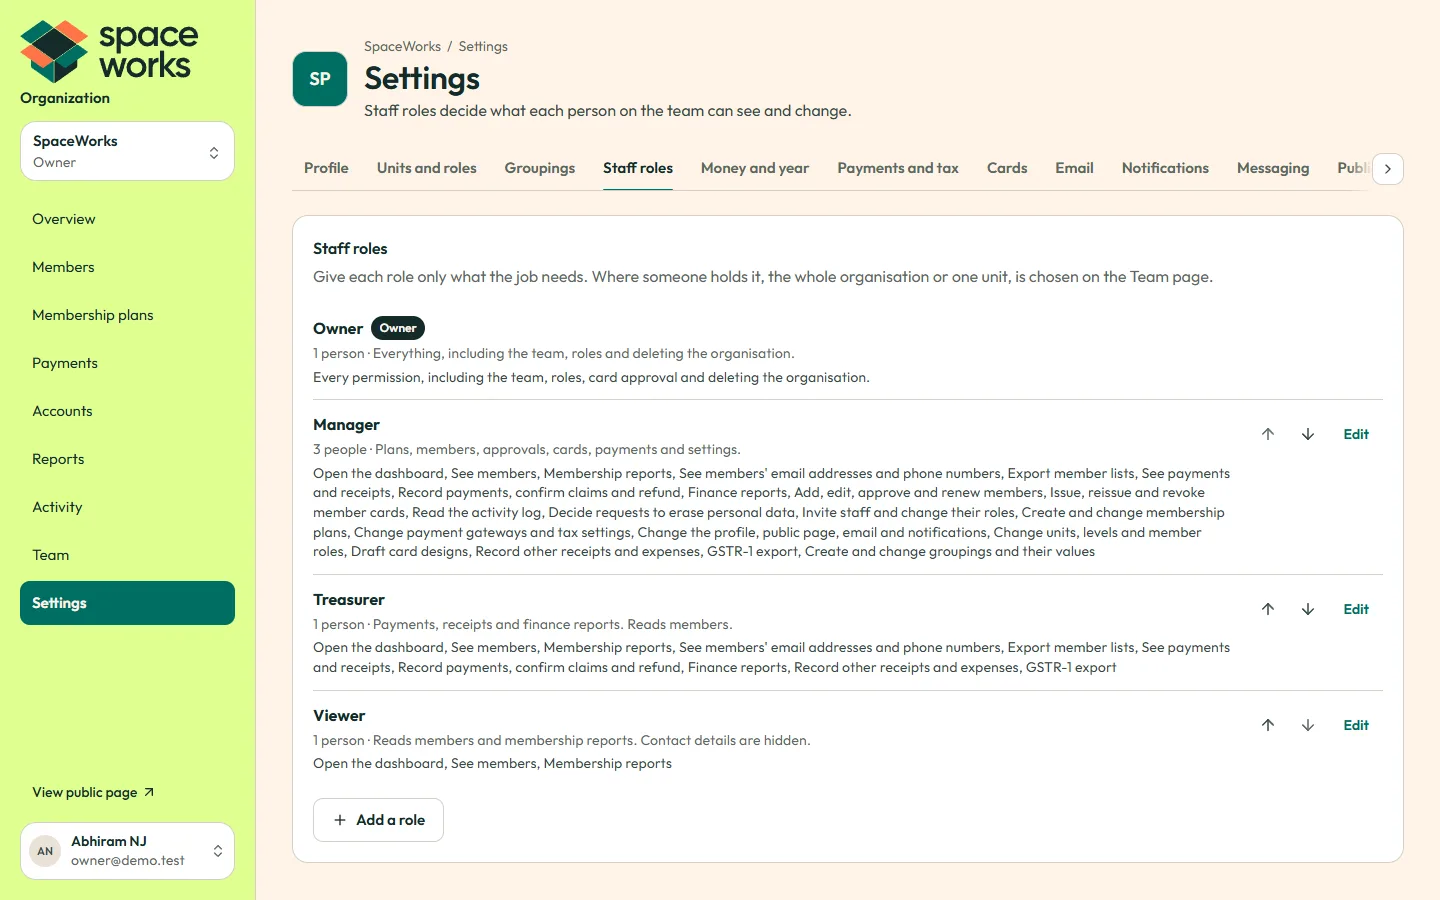 space
works
Organization
SpaceWorks
Owner
Overview
Members
Membership plans
Payments
Accounts
Reports
Activity
Team
Settings
View public page
AN
Abhiram NJ
owner@demo.test
SP
SpaceWorks / Settings
Settings
Staff roles decide what each person on the team can see and change.
Profile Units and roles Groupings Staff roles Money and year Payments and tax Cards Email Notifications Messaging
Staff roles
Give each role only what the job needs. Where someone holds it, the whole organisation or one unit, is chosen on the Team page.
Owner Owner
1 person · Everything, including the team, roles and deleting the organisation.
Every permission, including the team, roles, card approval and deleting the organisation.
Manager
Edit
3 people · Plans, members, approvals, cards, payments and settings.
Open the dashboard, See members, Membership reports, See members' email addresses and phone numbers, Export member lists, See payments
and receipts, Record payments, confirm claims and refund, Finance reports, Add, edit, approve and renew members, Issue, reissue and revoke
member cards, Read the activity log, Decide requests to erase personal data, Invite staff and change their roles, Create and change membership
plans, Change payment gateways and tax settings, Change the profile, public page, email and notifications, Change units, levels and member
roles, Draft card designs, Record other receipts and expenses, GSTR-1 export, Create and change groupings and their values
Treasurer
Edit
1 person · Payments, receipts and finance reports. Reads members.
Open the dashboard, See members, Membership reports, See members' email addresses and phone numbers, Export member lists, See payments
and receipts, Record payments, confirm claims and refund, Finance reports, Record other receipts and expenses, GSTR-1 export
Viewer
Edit
1 person · Reads members and membership reports. Contact details are hidden.
Open the dashboard, See members, Membership reports
+ Add a role